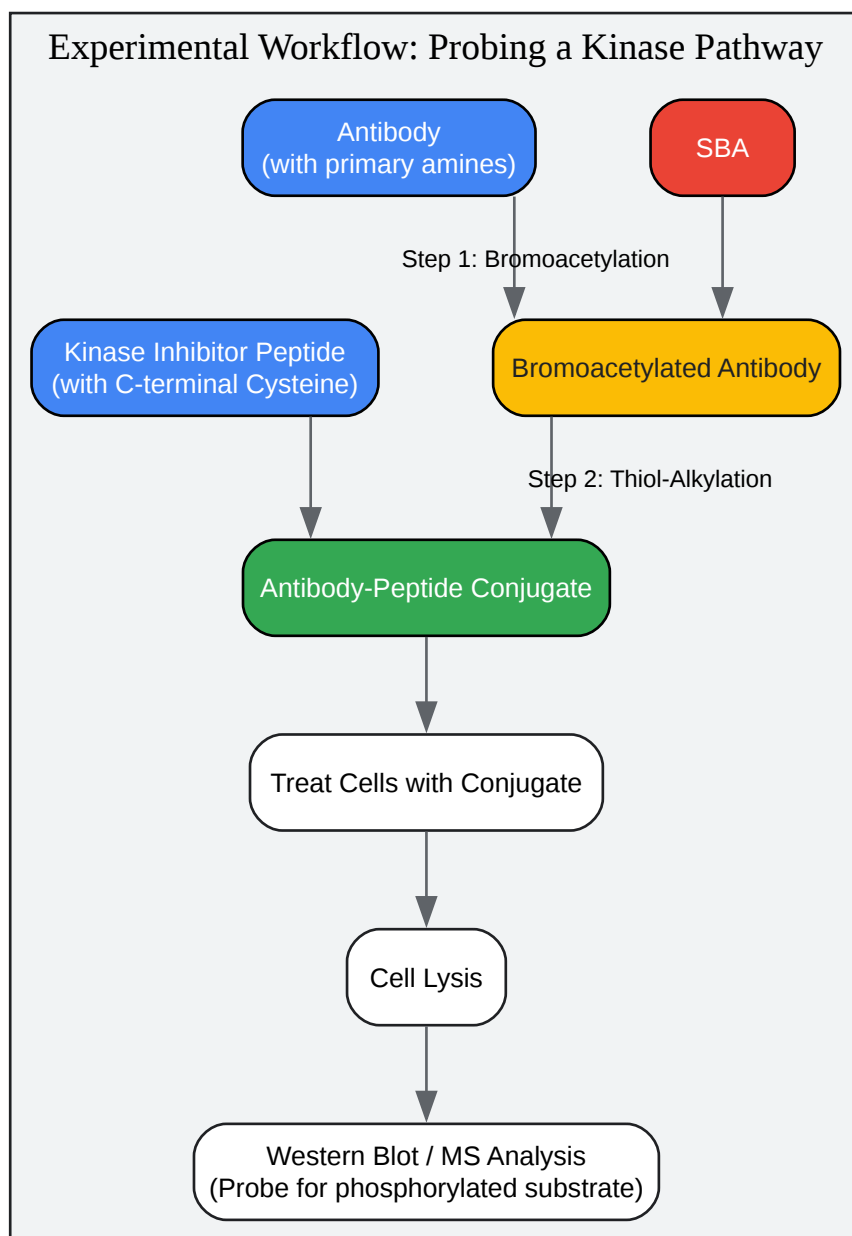 Experimental Workflow: Probing a Kinase Pathway
Antibody
(with primary amines)
SBA
Step 1: Bromoacetylation
Kinase Inhibitor Peptide
(with C-terminal Cysteine)
Bromoacetylated Antibody
Step 2: Thiol-Alkylation
Antibody-Peptide Conjugate
Treat Cells with Conjugate
Cell Lysis
Western Blot / MS Analysis
(Probe for phosphorylated substrate)